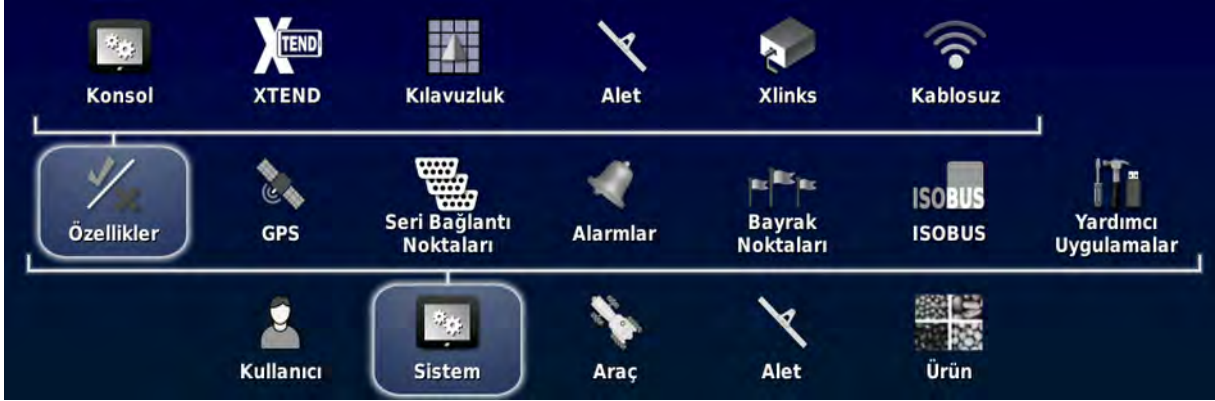 X TEND
Konsol XTEND Kılavuzluk Alet Xlinks Kablosuz
ISOBUS
Özellikler GPS Seri Bağlantı Noktaları Alarmlar Bayrak Noktaları ISOBUS Yardımcı Uygulamalar
Kullanıcı Sistem Araç Alet Ürün